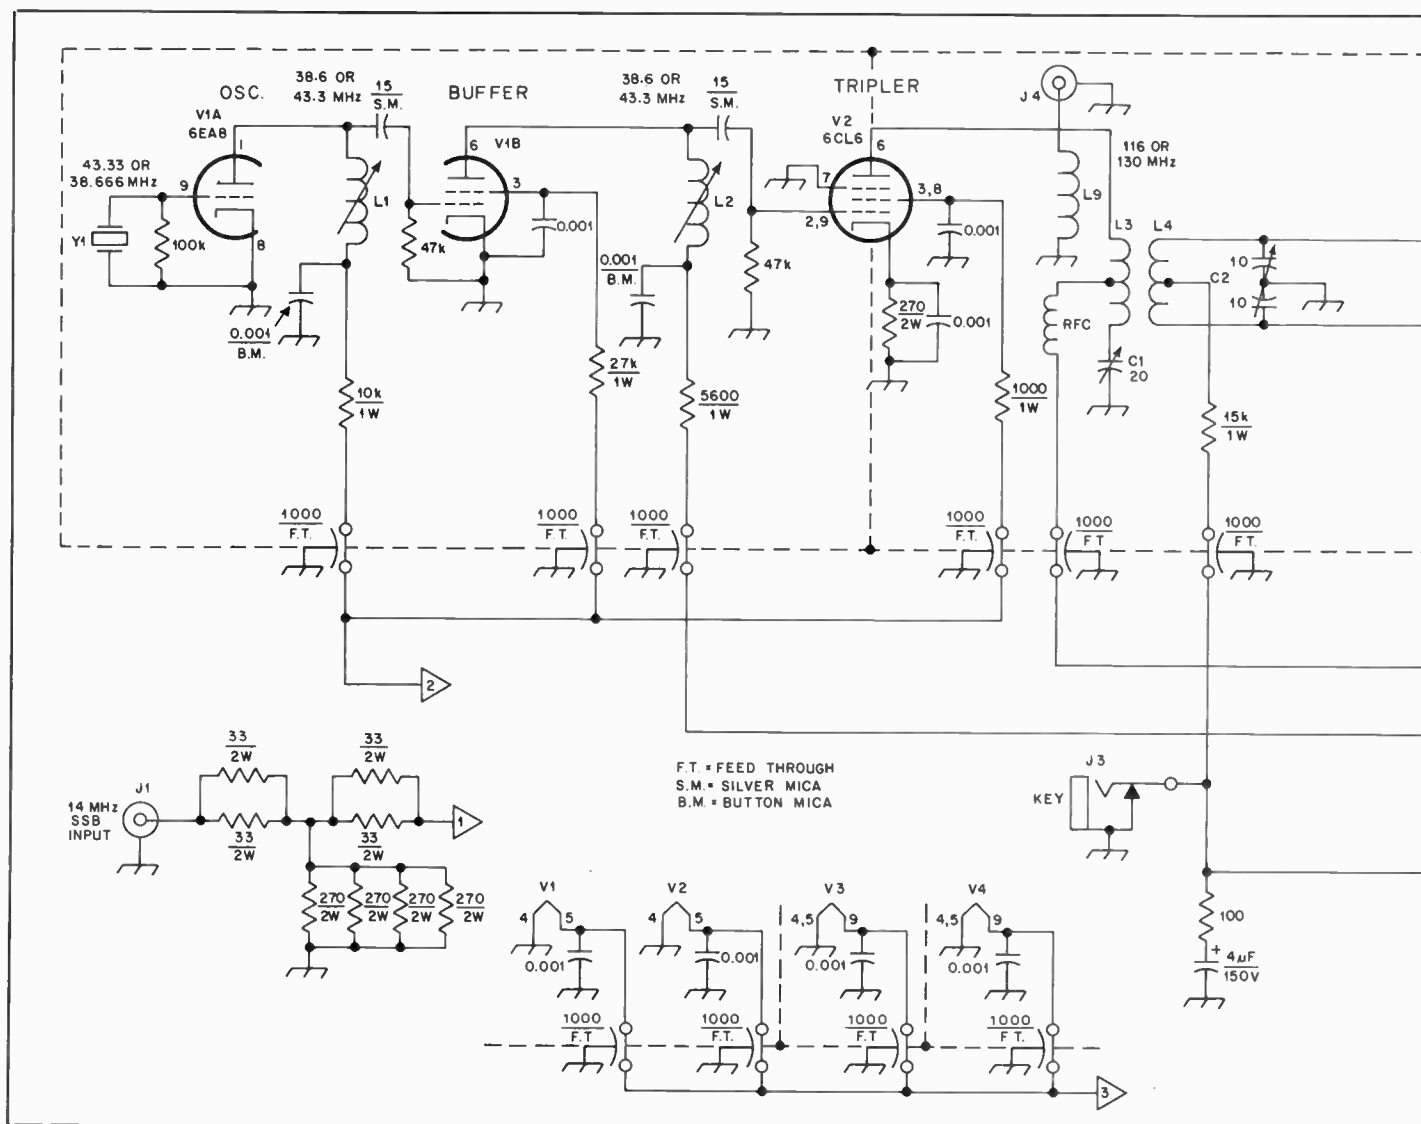 OSC.
V1A
6EA8
1
43.33 OR
38.666MHz
9
8
Y1
100k
38.6 OR
43.3 MHz
15
S.M.
L1
0.001
B.M.
10k
1W
BUFFER
6
V1B
3
0.001
47k
27k
1W
38.6 OR
43.3 MHz
15
S.M.
L2
0.001
B.M.
47k
5600
1W
TRIPLER
V2
6CL6
6
7
3,8
2,9
0.001
270
2W
0.001
1000
1W
J4
116 OR
130 MHz
L9
L3
L4
RFC
C1
20
10
C2
10
15k
1W
1000
F.T.
1000
F.T.
1000
F.T.
1000
F.T.
1000
F.T
1000
F.T.
2
33
2W
33
2W
J1
14 MHz
SSB
INPUT
33
2W
33
2W
1
270
2W
270
2W
270
2W
270
2W
F.T. = FEED THROUGH
S.M. = SILVER MICA
B.M. = BUTTON MICA
J3
KEY
100
+
4µF
150V
V1
4
5
0.001
V2
4
5
0.001
V3
4,5
9
0.001
V4
4,5
9
0.001
1000
F.T
1000
F.T.
1000
F.T
1000
F.T.
3